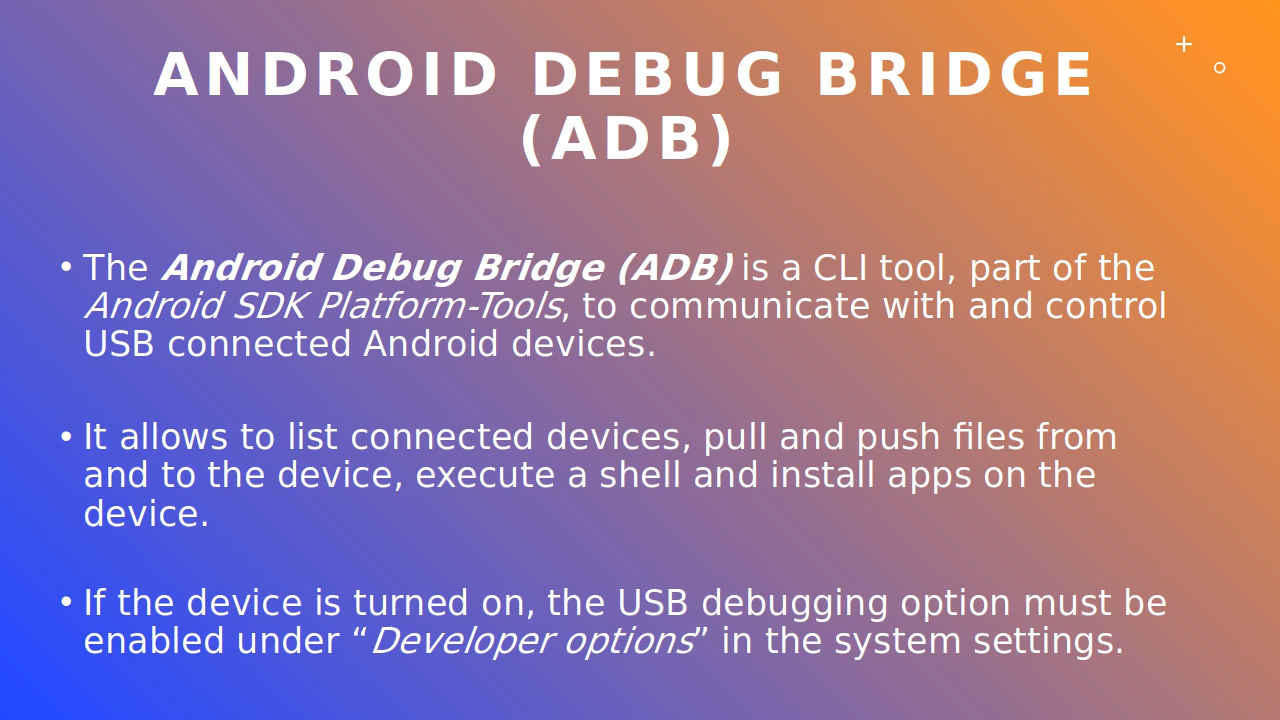 ANDROID DEBUG BRIDGE
(ADB)
• The Android Debug Bridge (ADB) is a CLI tool, part of the
Android SDK Platform-Tools, to communicate with and control
USB connected Android devices.
• It allows to list connected devices, pull and push files from
and to the device, execute a shell and install apps on the
device.
• If the device is turned on, the USB debugging option must be
enabled under “Developer options” in the system settings.